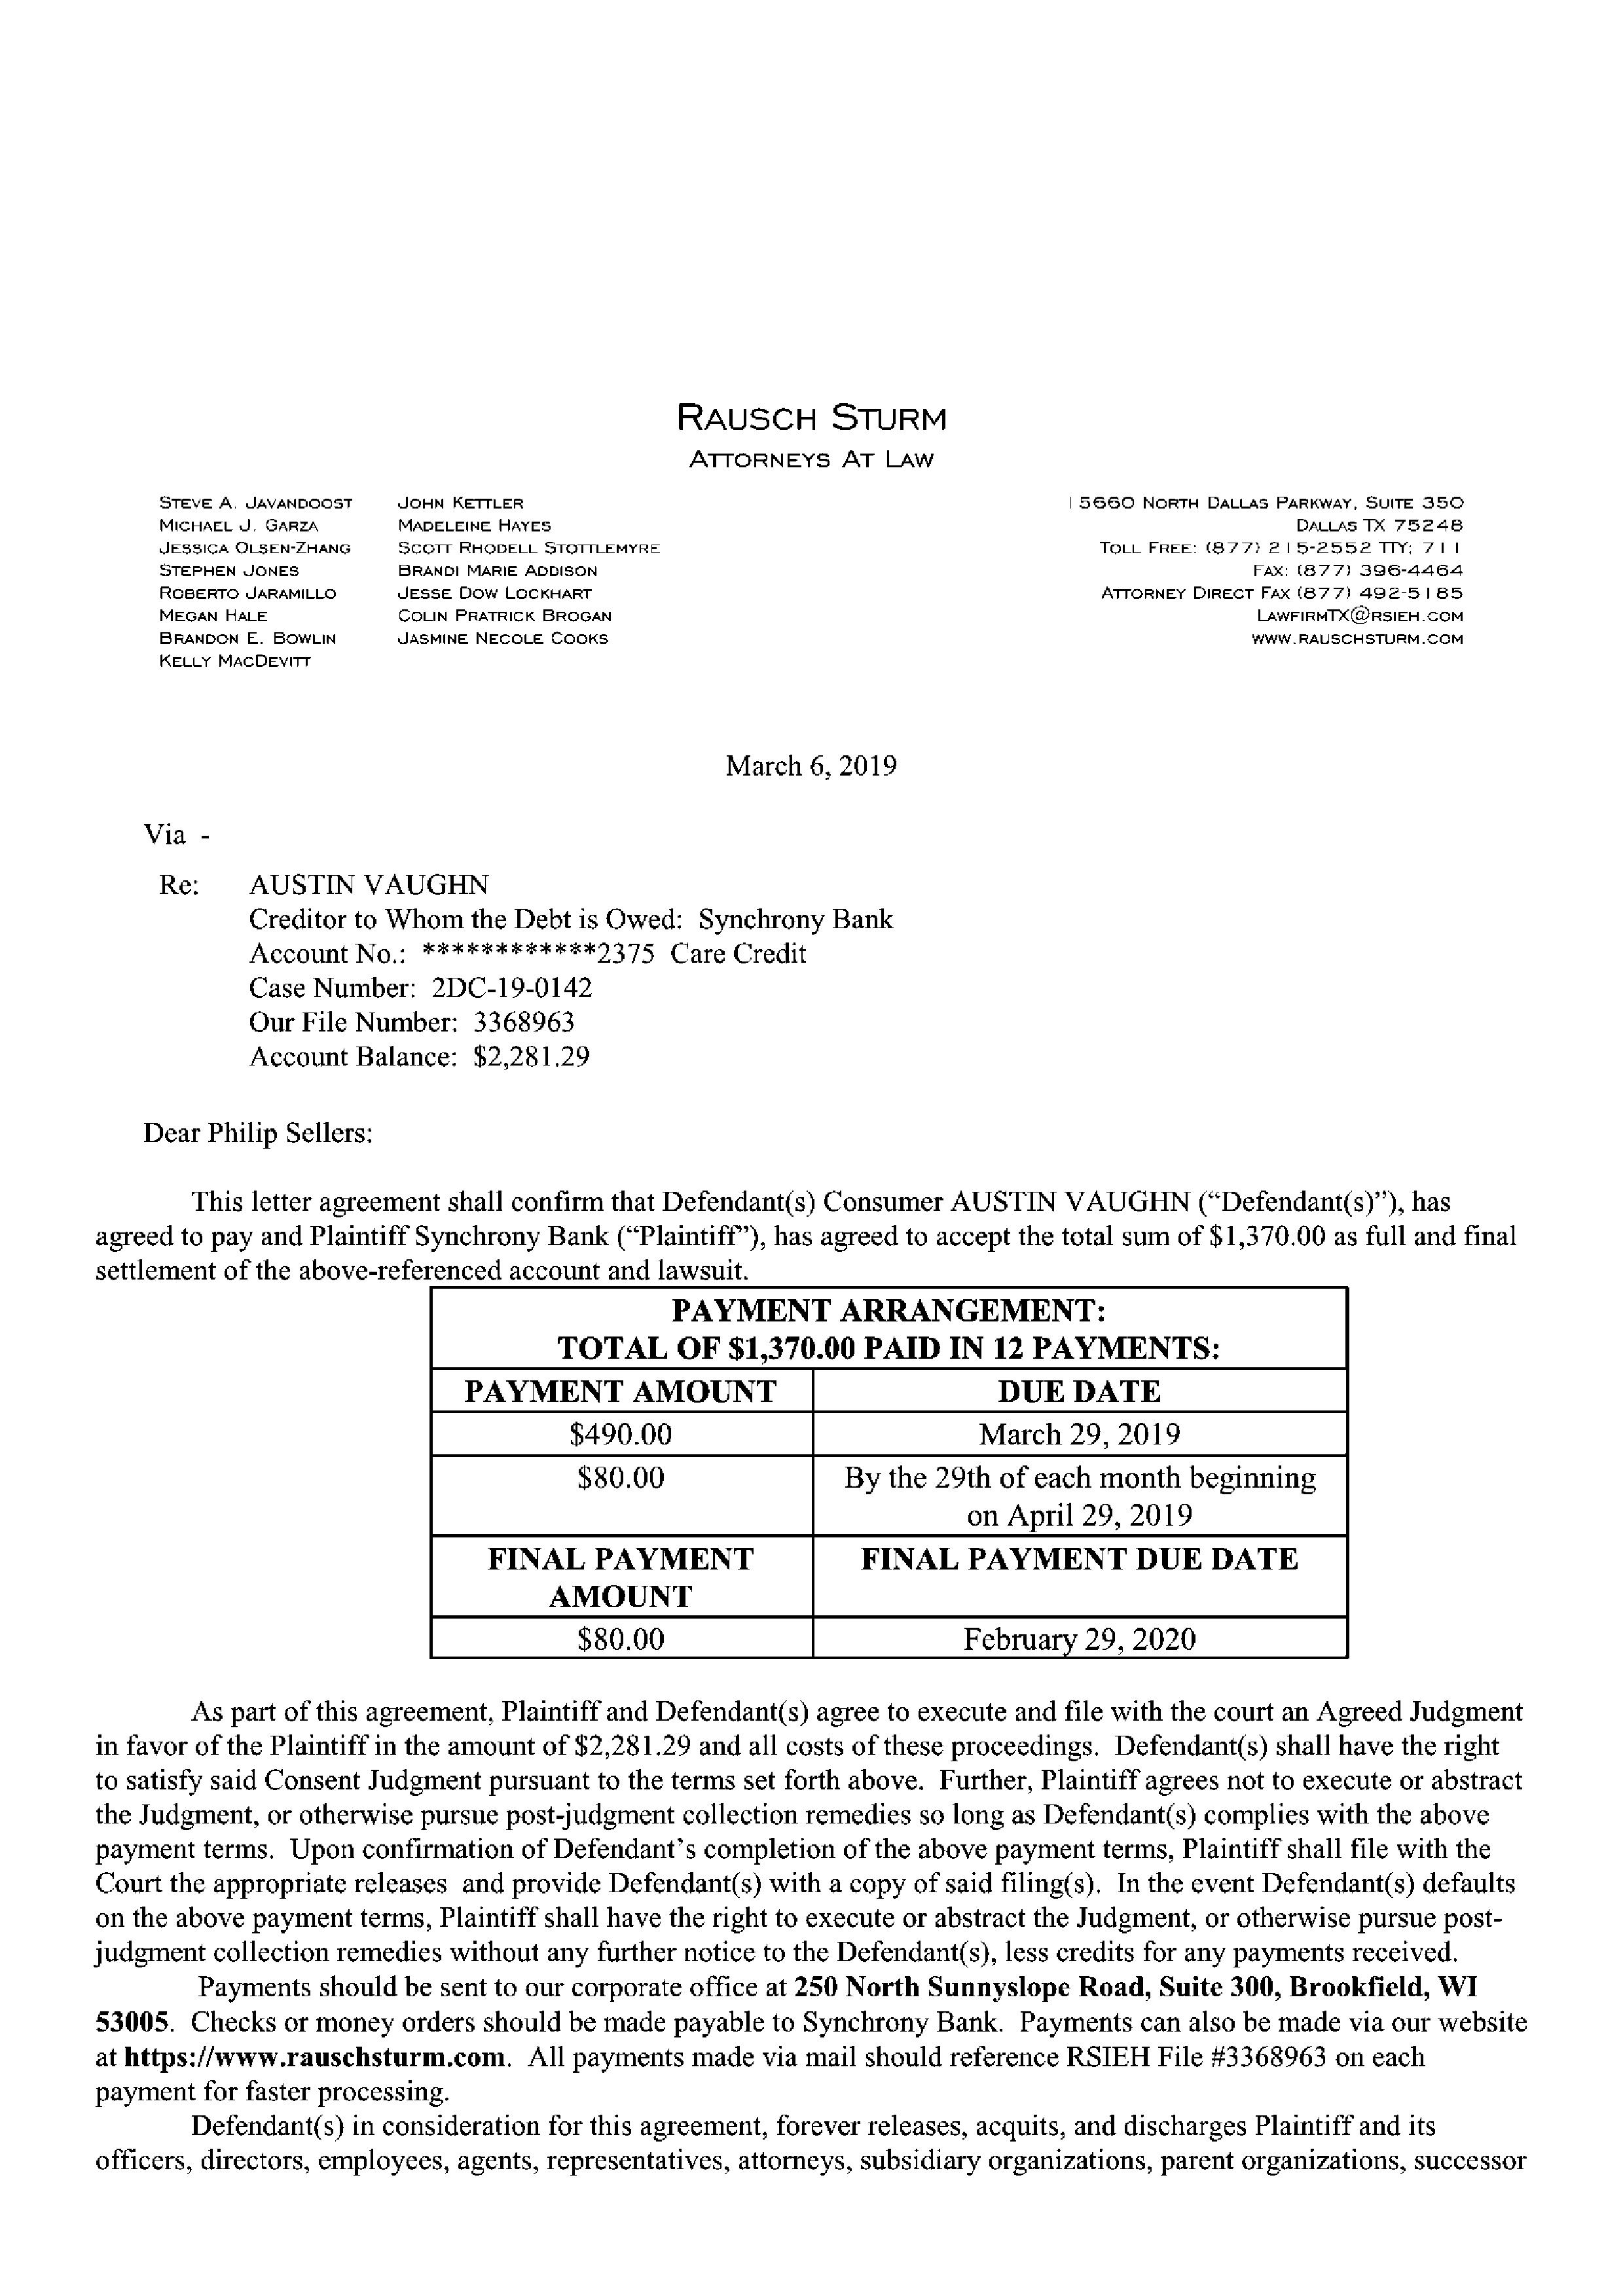 RAUSCH STURM
ATTORNEYS AT LAW
STEVE A. JAVANDOOST
MICHAEL J. GARZA
JESSICA OLSEN-ZHANG
STEPHEN JONES
ROBERTO JARAMILLO
MEGAN HALE
BRANDON E. BOWLIN
KELLY MACDEVITT
JOHN KETTLER
MADELEINE HAYES
SCOTT RHODELL STOTTLEMYRE
BRANDI MARIE ADDISON
JESSE DOW LOCKHART
COLIN PRATRICK BROGAN
JASMINE NECOLE COOKS
15660 NORTH DALLAS PARKWAY, SUITE 350
DALLAS TX 75248
TOLL FREE: (877) 215-2552 TTY: 711
FAX: (877) 396-4464
ATTORNEY DIRECT FAX (877) 492-5185
LAWFIRMTX@RSIEH.COM
WWW.RAUSCHSTURM.COM
March 6, 2019
Via -
Re: AUSTIN VAUGHN
Creditor to Whom the Debt is Owed: Synchrony Bank
Account No.: ************2375 Care Credit
Case Number: 2DC-19-0142
Our File Number: 3368963
Account Balance: $2,281.29
Dear Philip Sellers:
This letter agreement shall confirm that Defendant(s) Consumer AUSTIN VAUGHN (“Defendant(s)”), has
agreed to pay and Plaintiff Synchrony Bank (“Plaintiff”), has agreed to accept the total sum of $1,370.00 as full and final
settlement of the above-referenced account and lawsuit.
PAYMENT ARRANGEMENT:
TOTAL OF $1,370.00 PAID IN 12 PAYMENTS:
PAYMENT AMOUNT DUE DATE
$490.00 March 29, 2019
$80.00 By the 29th of each month beginning
on April 29, 2019
FINAL PAYMENT FINAL PAYMENT DUE DATE
AMOUNT
$80.00 February 29, 2020
As part of this agreement, Plaintiff and Defendant(s) agree to execute and file with the court an Agreed Judgment
in favor of the Plaintiff in the amount of $2,281.29 and all costs of these proceedings. Defendant(s) shall have the right
to satisfy said Consent Judgment pursuant to the terms set forth above. Further, Plaintiff agrees not to execute or abstract
the Judgment, or otherwise pursue post-judgment collection remedies so long as Defendant(s) complies with the above
payment terms. Upon confirmation of Defendant’s completion of the above payment terms, Plaintiff shall file with the
Court the appropriate releases and provide Defendant(s) with a copy of said filing(s). In the event Defendant(s) defaults
on the above payment terms, Plaintiff shall have the right to execute or abstract the Judgment, or otherwise pursue post-
judgment collection remedies without any further notice to the Defendant(s), less credits for any payments received.
Payments should be sent to our corporate office at 250 North Sunnyslope Road, Suite 300, Brookfield, WI
53005. Checks or money orders should be made payable to Synchrony Bank. Payments can also be made via our website
at https://www.rauschsturm.com. All payments made via mail should reference RSIEH File #3368963 on each
payment for faster processing.
Defendant(s) in consideration for this agreement, forever releases, acquits, and discharges Plaintiff and its
officers, directors, employees, agents, representatives, attorneys, subsidiary organizations, parent organizations, successor